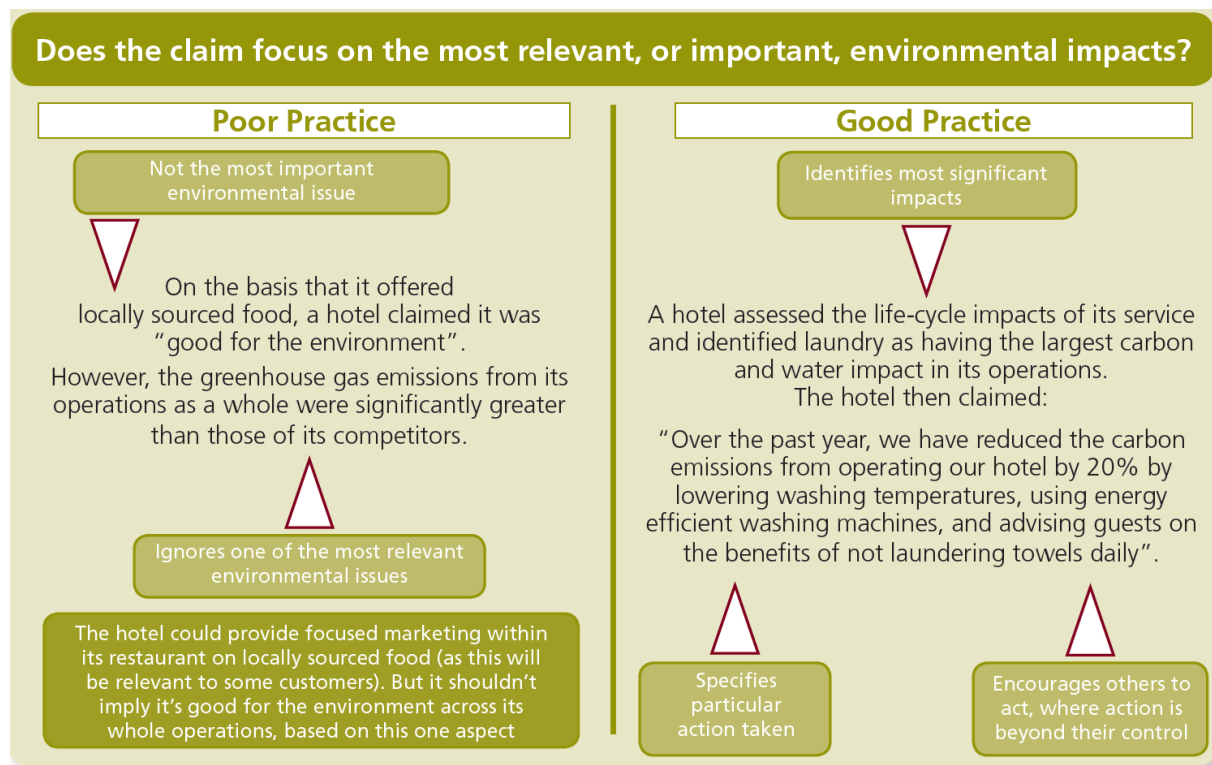 Does the claim focus on the most relevant, or important, environmental impacts?
Poor Practice
Not the most important
environmental issue
On the basis that it offered
locally sourced food, a hotel claimed it was
“good for the environment”.
However, the greenhouse gas emissions from its
operations as a whole were significantly greater
than those of its competitors.
Ignores one of the most relevant
environmental issues
The hotel could provide focused marketing within
its restaurant on locally sourced food (as this will
be relevant to some customers). But it shouldn’t
imply it’s good for the environment across its
whole operations, based on this one aspect
Good Practice
Identifies most significant
impacts
A hotel assessed the life-cycle impacts of its service
and identified laundry as having the largest carbon
and water impact in its operations.
The hotel then claimed:
“Over the past year, we have reduced the carbon
emissions from operating our hotel by 20% by
lowering washing temperatures, using energy
efficient washing machines, and advising guests on
the benefits of not laundering towels daily”.
Specifies
particular
action taken
Encourages others to
act, where action is
beyond their control